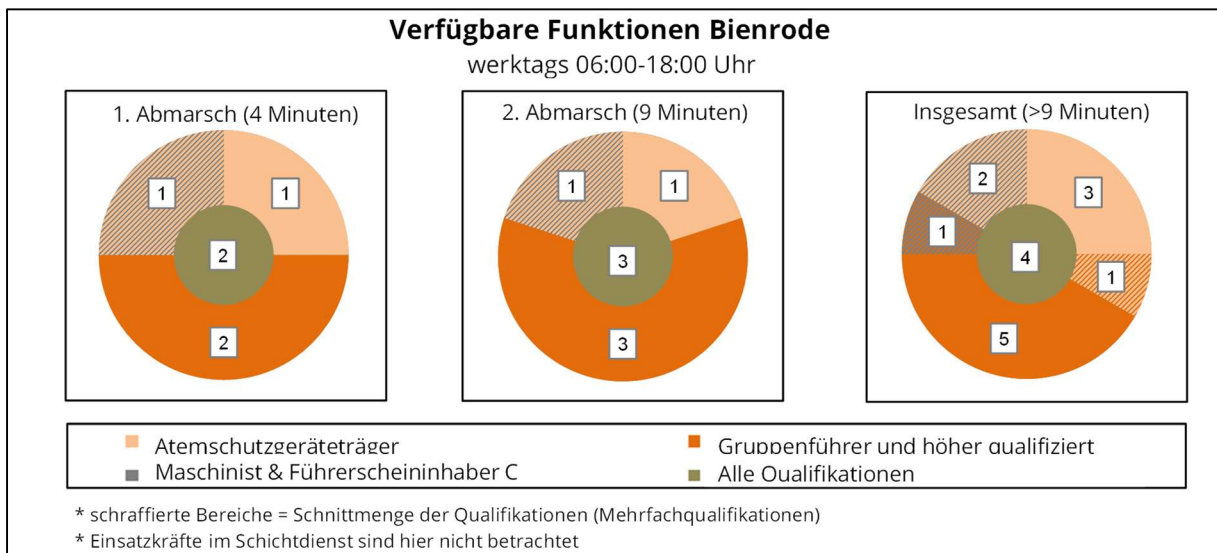 Verfügbare Funktionen Bienrode
werktags 06:00-18:00 Uhr
1. Abmarsch (4 Minuten)
1
1
2
2
2. Abmarsch (9 Minuten)
1
1
3
3
Insgesamt (>9 Minuten)
2
3
1
4
1
5
Atemschutzgeräteträger
Gruppenführer und höher qualifiziert
Maschinist & Führerscheininhaber C
Alle Qualifikationen
* schraffierte Bereiche = Schnittmenge der Qualifikationen (Mehrfachqualifikationen)
* Einsatzkräfte im Schichtdienst sind hier nicht betrachtet